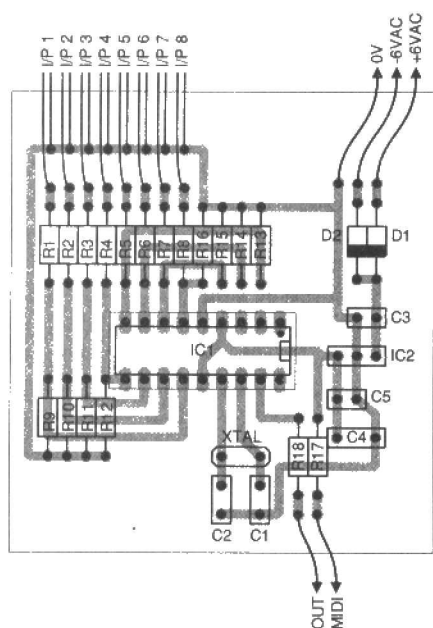 I/P 1
I/P 2
I/P 3
I/P 4
I/P 5
I/P 6
I/P 7
I/P 8
0V
-6VAC
+6VAC
R1
R2
R3
R4
R5
R6
R7
R8
R16
R15
R14
R13
D2
D1
C3
IC1
IC2
C5
R9
R10
R11
R12
XTAL
R18
R17
C4
C2
C1
OUT
MIDI